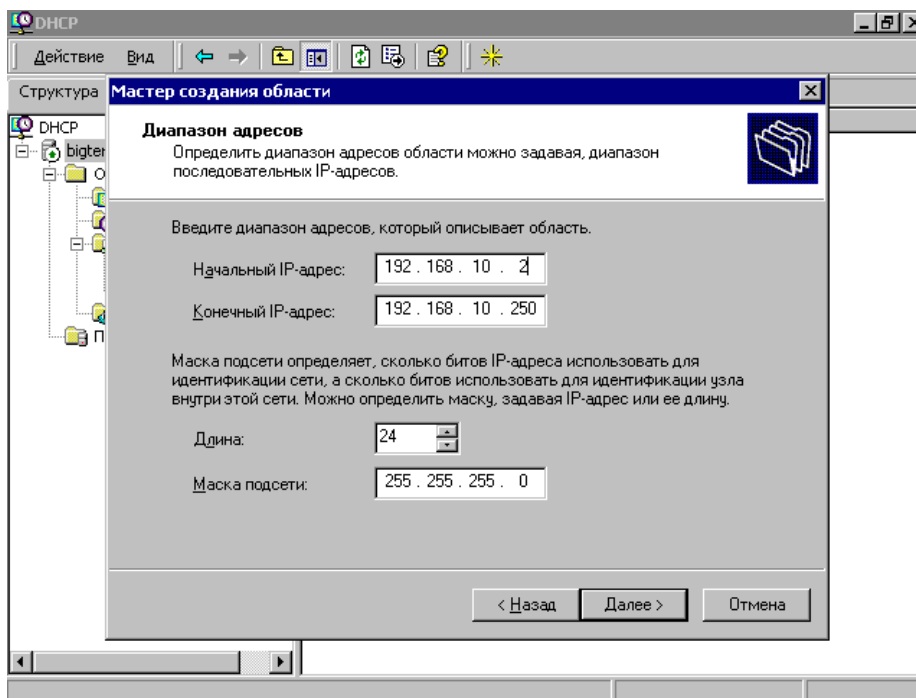 DHCP
Действие Вид
Структура
Мастер создания области
DHCP
bigter
О
П
Диапазон адресов
Определить диапазон адресов области можно задавая, диапазон
последовательных IP-адресов.
Введите диапазон адресов, который описывает область.
Начальный IP-адрес: 192 . 168 . 10 . 2
Конечный IP-адрес: 192 . 168 . 10 . 250
Маска подсети определяет, сколько битов IP-адреса использовать для
идентификации сети, а сколько битов использовать для идентификации узла
внутри этой сети. Можно определить маску, задавая IP-адрес или ее длину.
Длина: 24
Маска подсети: 255 . 255 . 255 . 0
< Назад Далее > Отмена